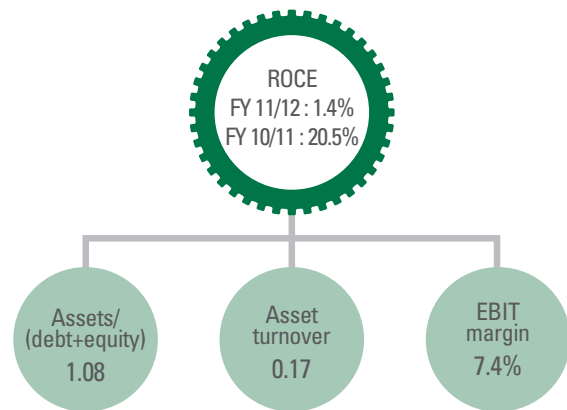 ROCE
FY 11/12 : 1.4%
FY 10/11 : 20.5%
Assets/
(debt+equity)
1.08
Asset
turnover
0.17
EBIT
margin
7.4%